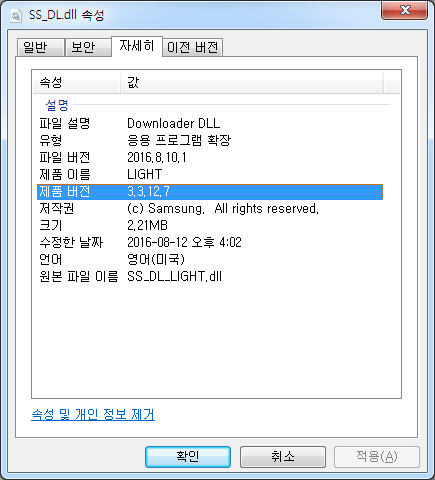 SS_DL.dll 속성
일반 보안 자세히 이전 버전
속성 값
설명
파일 설명 Downloader DLL
유형 응용 프로그램 확장
파일 버전 2016.8.10.1
제품 이름 LIGHT
제품 버전 3.3.12.7
저작권 (c) Samsung. All rights reserved.
크기 2.21MB
수정한 날짜 2016-08-12 오후 4:02
언어 영어(미국)
원본 파일 이름 SS_DL_LIGHT.dll
속성 및 개인 정보 제거
확인 취소 적용(A)